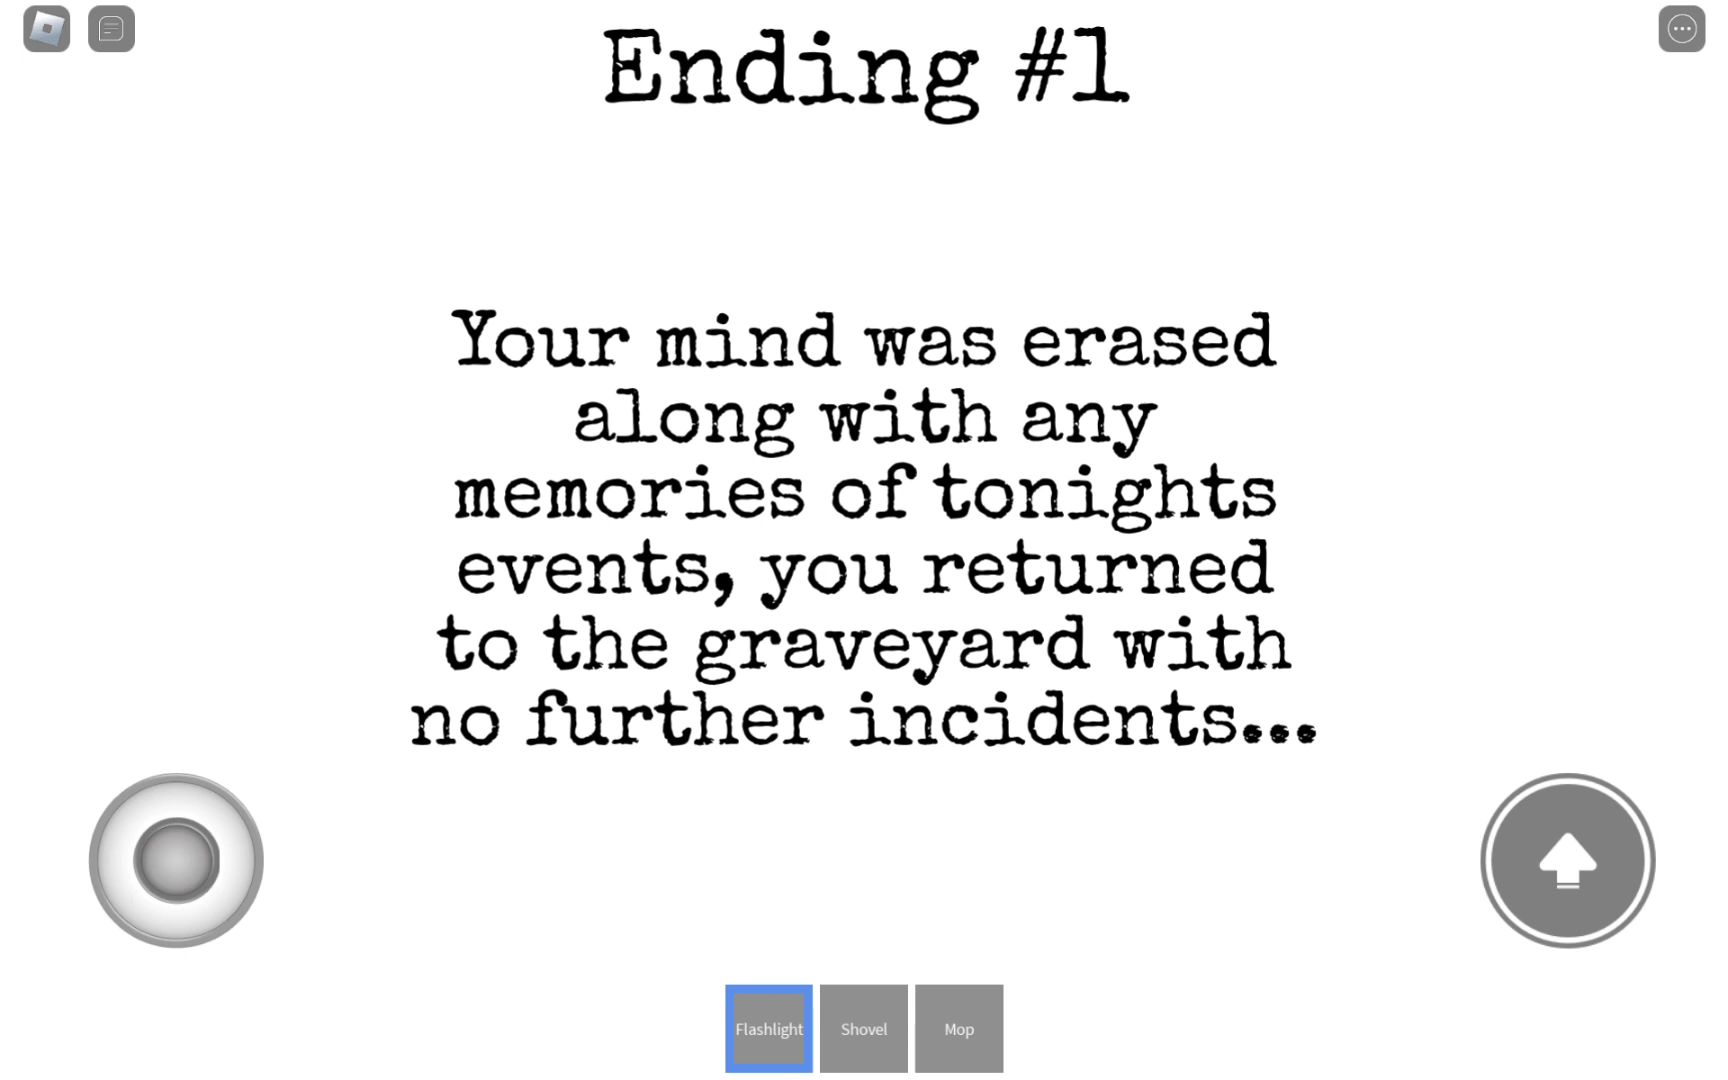 Ending #1
Your mind was erased
along with any
memories of tonights
events, you returned
to the graveyard with
no further incidents...
Flashlight
Shovel
Mop